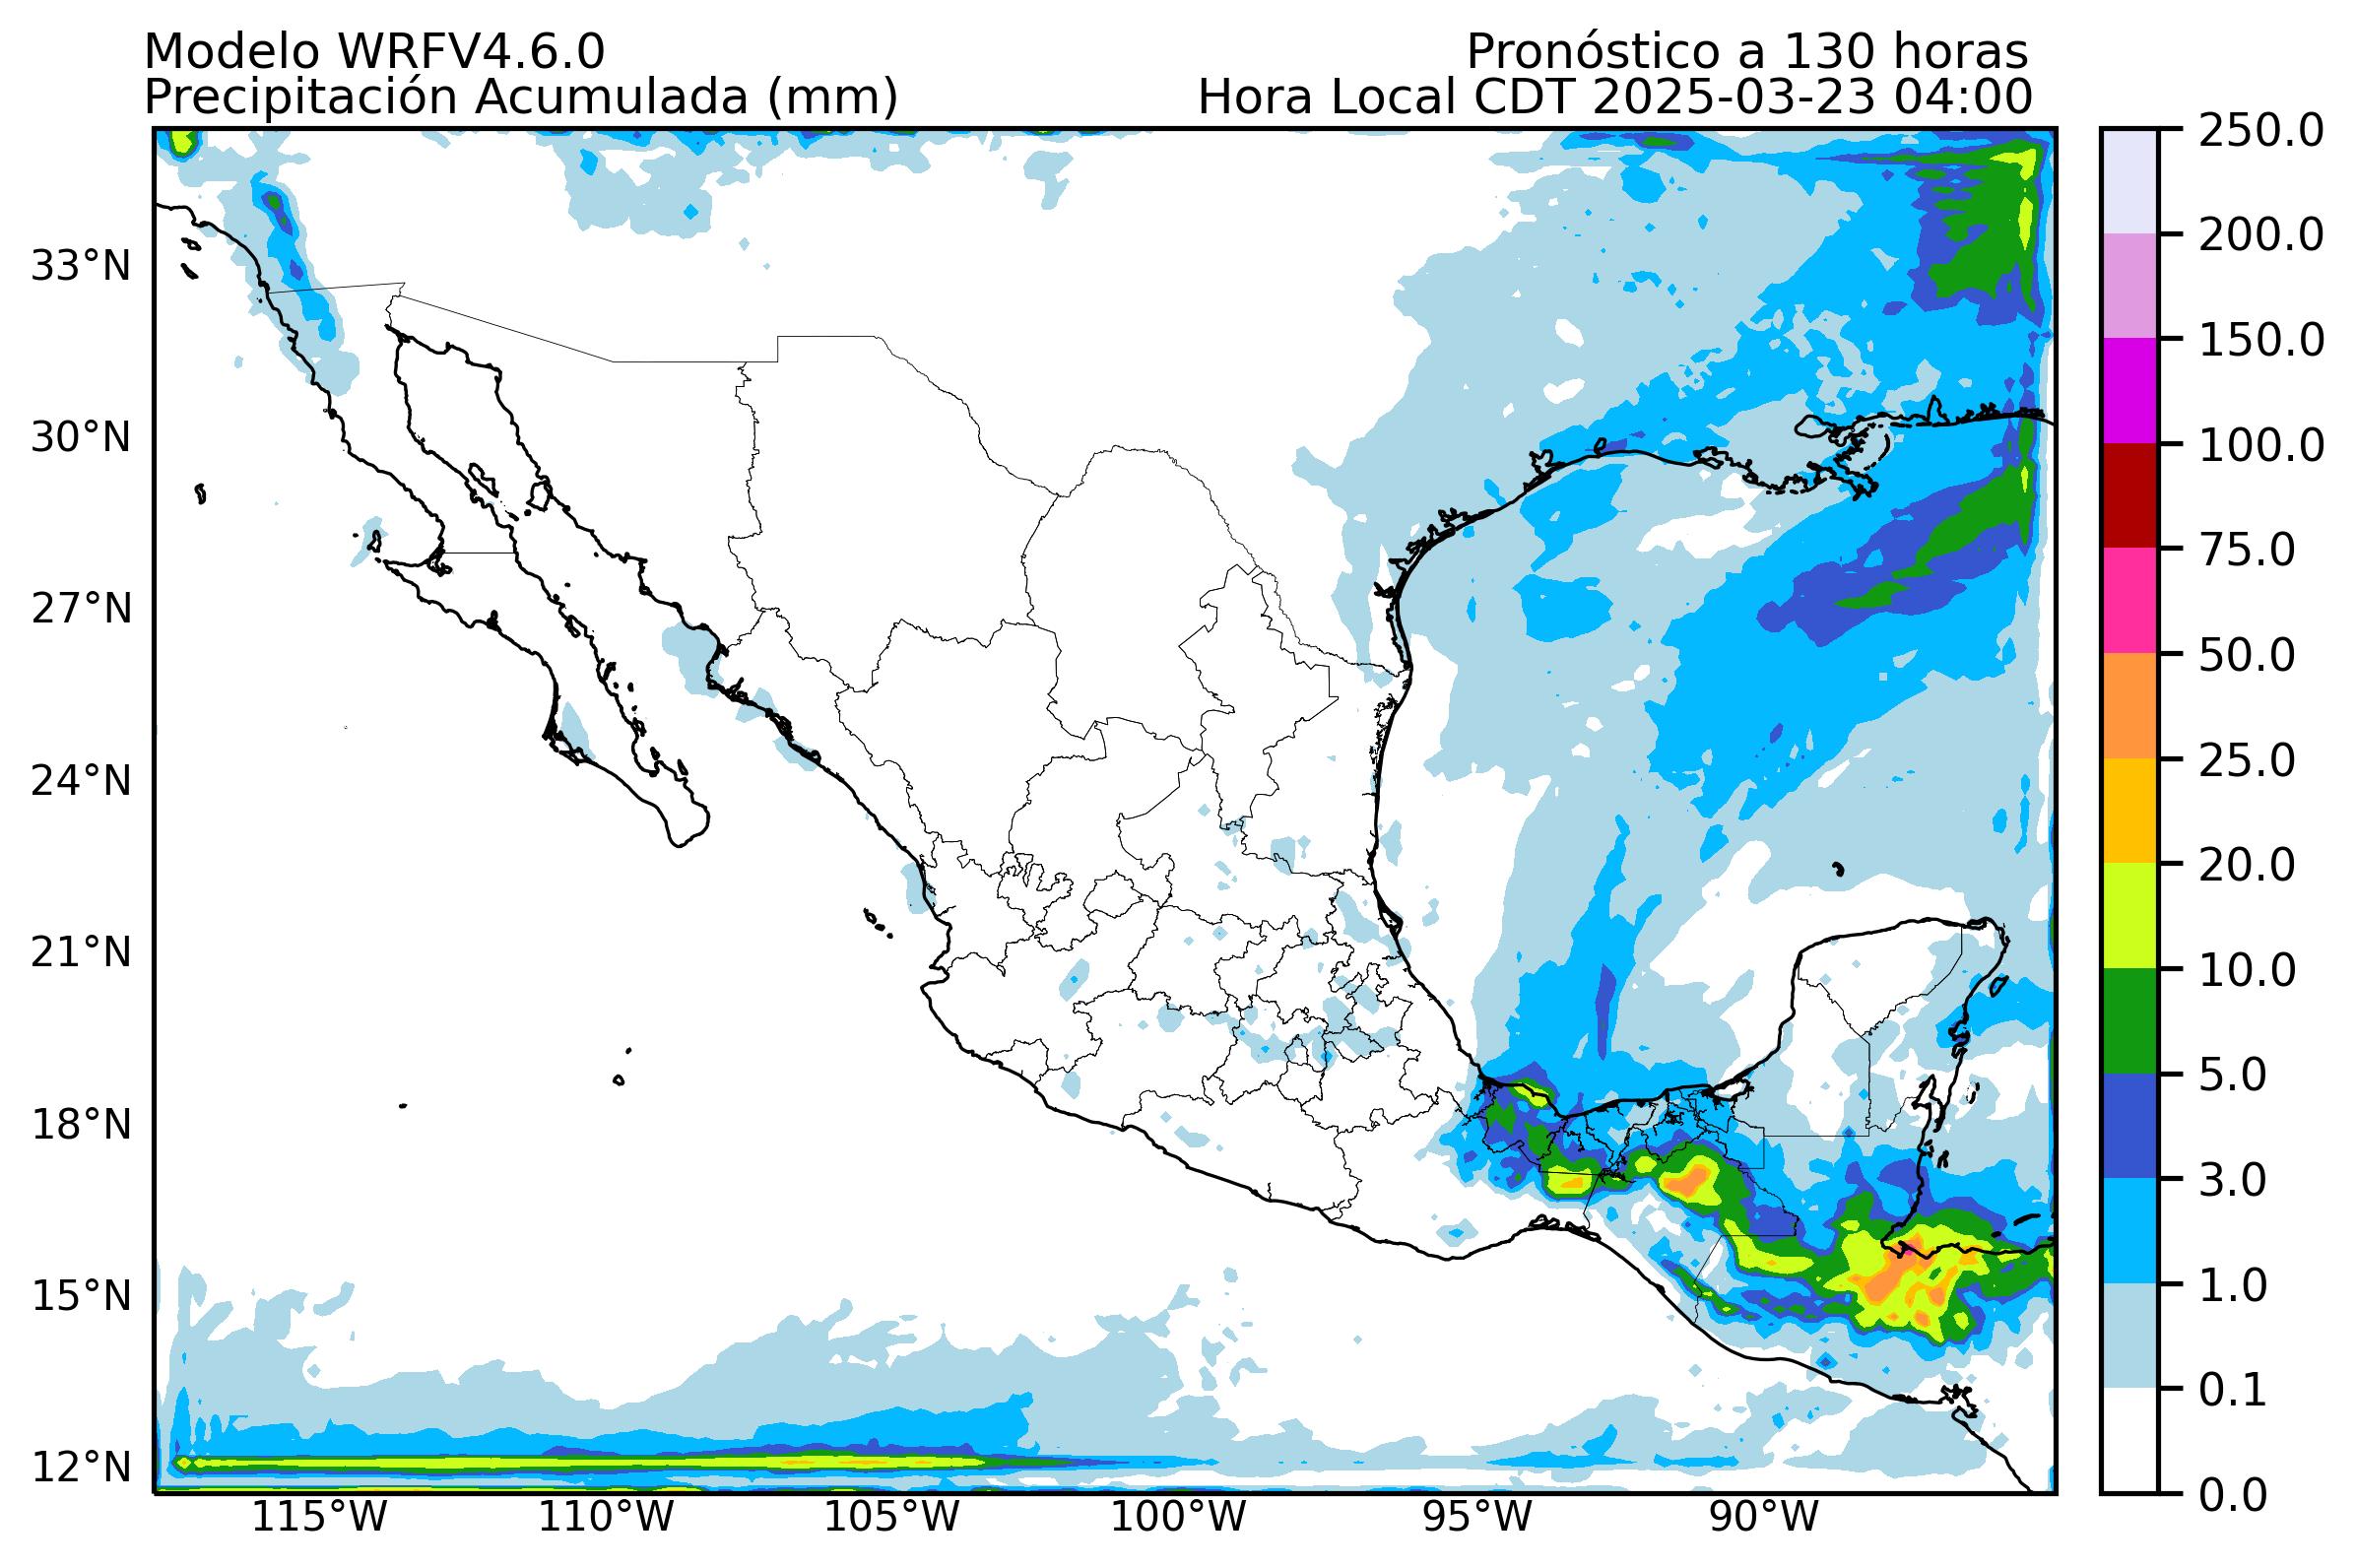 Modelo WRFV4.6.0
Pronóstico a 130 horas
Precipitación Acumulada (mm)
Hora Local CDT 2025-03-23 04:00
33°N
30°N
27°N
24°N
21°N
18°N
15°N
12°N
115°W
110°W
105°W
100°W
95°W
90°W
250.0
200.0
150.0
100.0
75.0
50.0
25.0
20.0
10.0
5.0
3.0
1.0
0.1
0.0